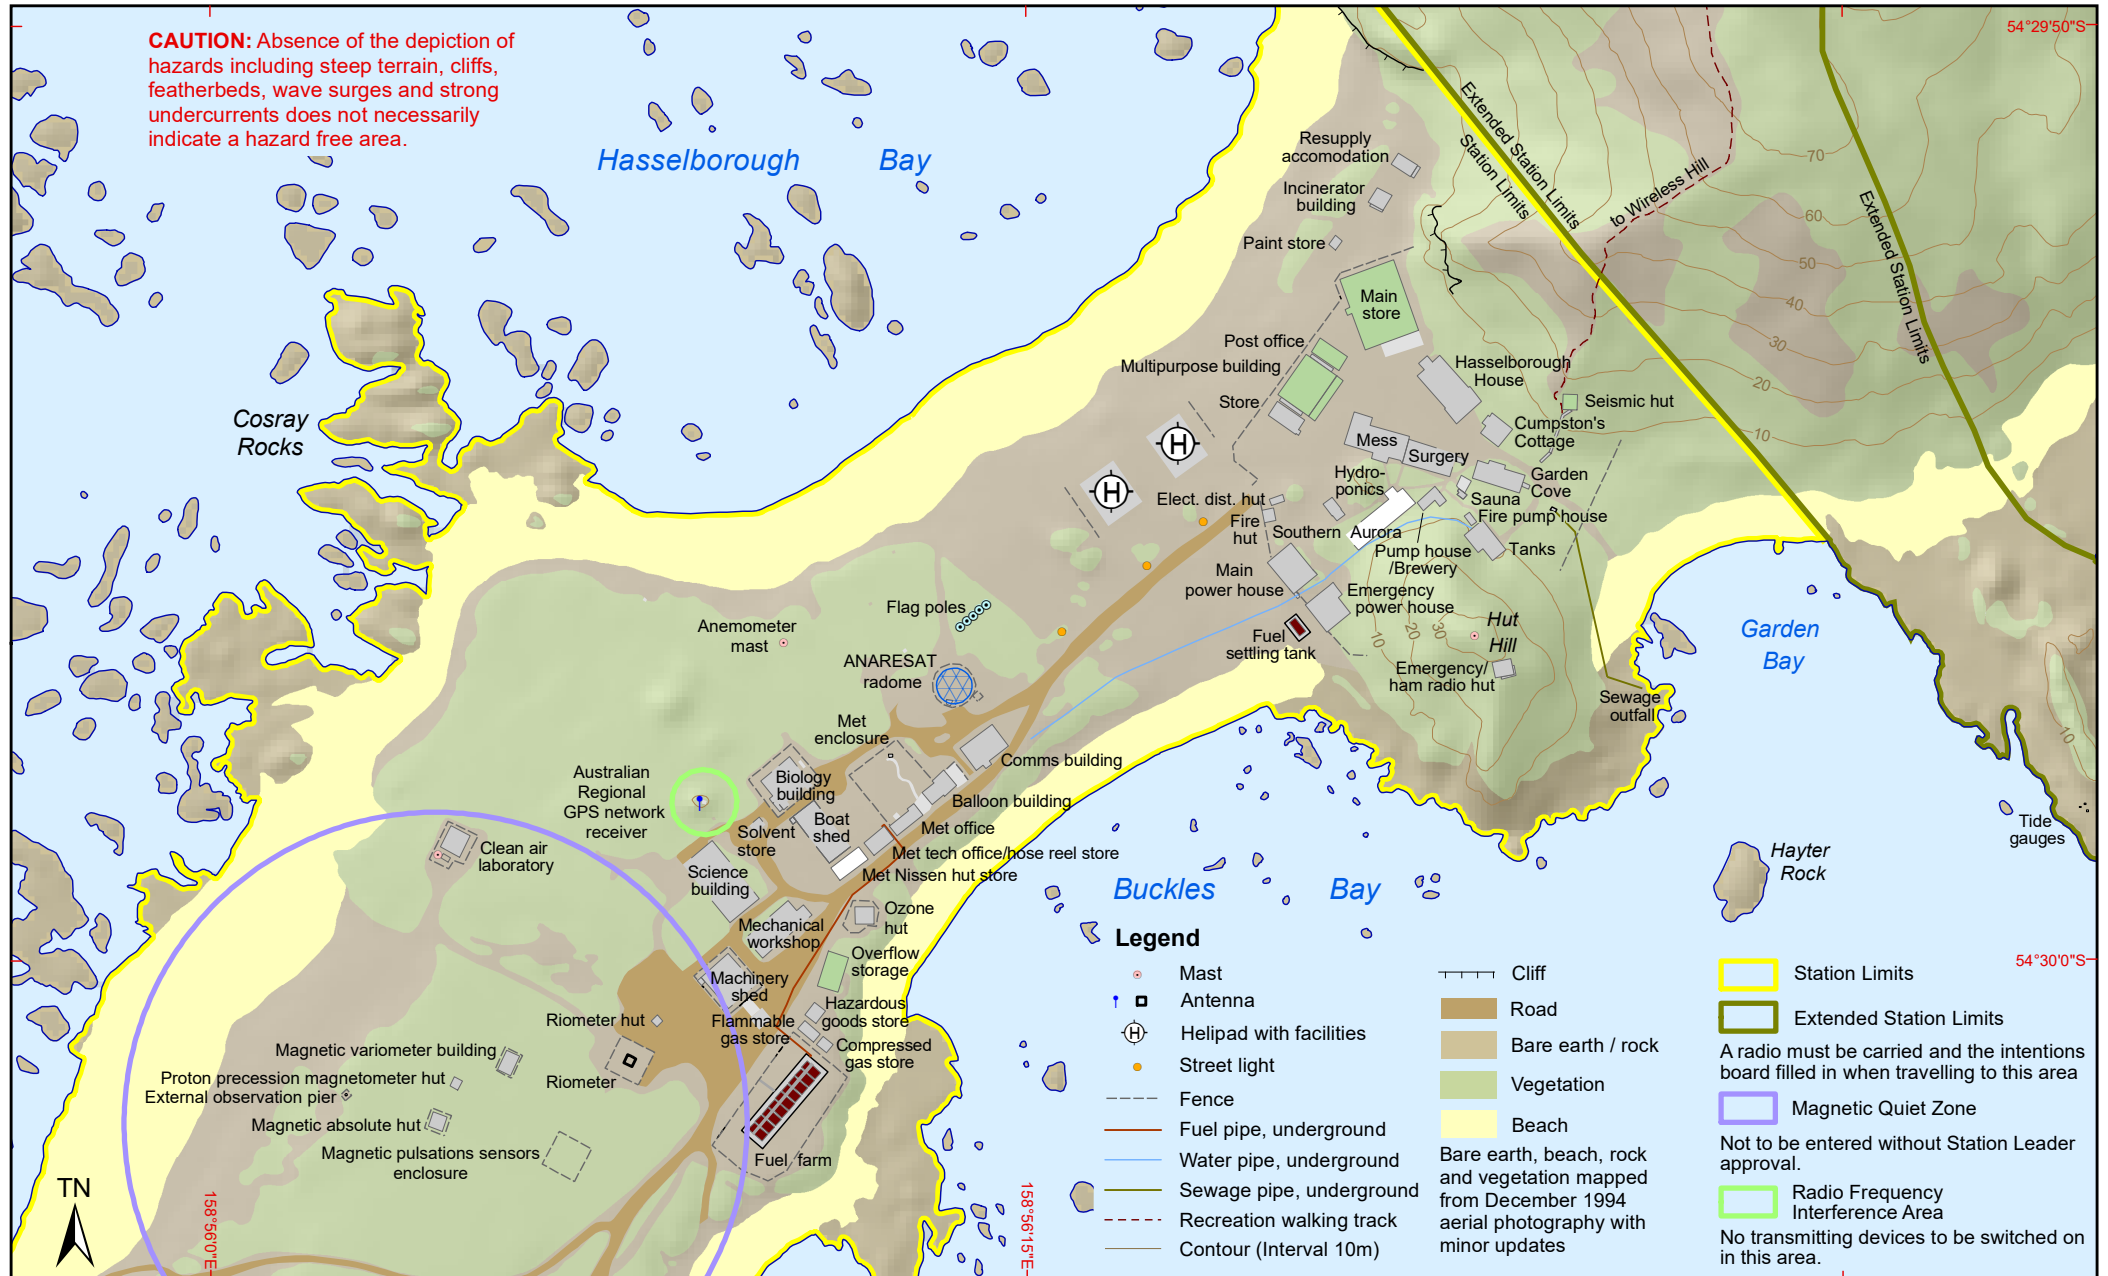 CAUTION: Absence of the depiction of
hazards including steep terrain, cliffs,
featherbeds, wave surges and strong
undercurrents does not necessarily
indicate a hazard free area.
54°29'50"S
Hasselborough Bay
Resupply
accomodation
Incinerator
building
Paint store
Extended Station Limits
Station Limits
to Wireless Hill
Extended Station Limits
70
60
50
40
30
20
10
Main
store
Post office
Multipurpose building
Store
Hasselborough
House
Seismic hut
Cumpston's
Cottage
Mess
Surgery
Garden
Cove
Hydro-
ponics
Sauna
Fire pump house
Elect. dist. hut
Fire
hut
Southern Aurora
Tanks
Pump house
/Brewery
Main
power house
Emergency
power house
Fuel
settling tank
10
20
30
Hut
Hill
Emergency/
ham radio hut
Sewage
outfall
Garden
Bay
10
Tide
gauges
Hayter
Rock
Cosray
Rocks
H
H
Flag poles
Anemometer
mast
ANARESAT
radome
Met
enclosure
Comms building
Australian
Regional
GPS network
receiver
Biology
building
Balloon building
Boat
shed
Solvent
store
Met office
Met tech office/hose reel store
Met Nissen hut store
Clean air
laboratory
Science
building
Ozone
hut
Mechanical
workshop
Overflow
storage
Machinery
shed
Hazardous
goods store
Flammable
gas store
Compressed
gas store
Riometer hut
Riometer
Magnetic variometer building
Proton precession magnetometer hut
External observation pier
Magnetic absolute hut
Magnetic pulsations sensors
enclosure
Fuel farm
Buckles Bay
TN
158°56'0"E
158°56'15"E
54°30'0"S
Legend
Mast
Antenna
H
Helipad with facilities
Street light
Fence
Fuel pipe, underground
Water pipe, underground
Sewage pipe, underground
Recreation walking track
Contour (Interval 10m)
Cliff
Road
Bare earth / rock
Vegetation
Beach
Bare earth, beach, rock
and vegetation mapped
from December 1994
aerial photography with
minor updates
Station Limits
Extended Station Limits
A radio must be carried and the intentions
board filled in when travelling to this area
Magnetic Quiet Zone
Not to be entered without Station Leader
approval.
Radio Frequency
Interference Area
No transmitting devices to be switched on
in this area.